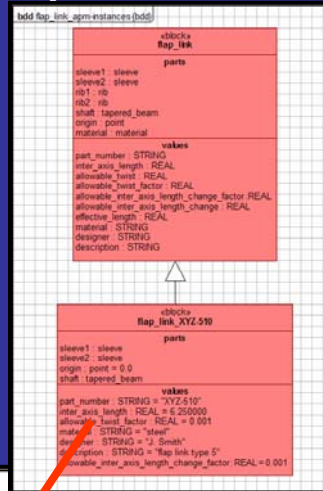 bdd flap_link_apm-instances (bdd)
«block»
flap_link
parts
sleeve1 : sleeve
sleeve2 : sleeve
rib1 : rib
rib2 : rib
shaft : tapered_beam
origin : point
material : material
values
part_number : STRING
inter_axis_length : REAL
allowable_twist : REAL
allowable_twist_factor : REAL
allowable_inter_axis_length_change_factor :REAL
allowable_inter_axis_length_change : REAL
effective_length : REAL
material : STRING
designer : STRING
description : STRING
«block»
flap_link_XYZ-510
parts
sleeve1 : sleeve
sleeve2 : sleeve
origin : point = 0.0
shaft : tapered_beam
values
part_number : STRING = "XYZ-510"
inter_axis_length : REAL = 6.250000
allowable_twist_factor : REAL = 0.001
material : STRING = "steel"
designer : STRING = "J. Smith"
description : STRING = "flap link type 5"
allowable_inter_axis_length_change_factor: REAL=0.001